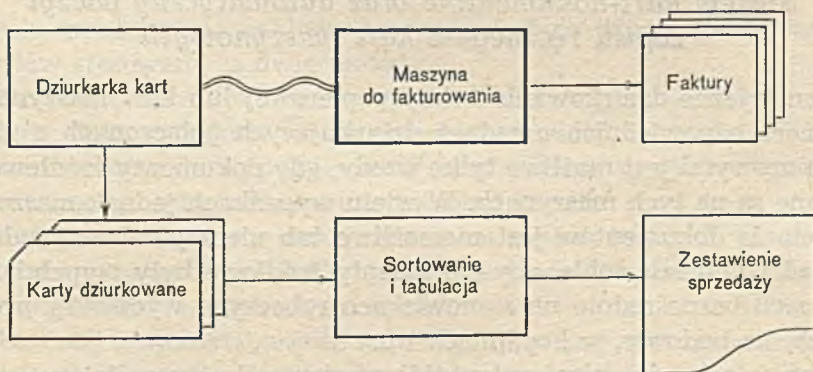 Dziurkarka kart
Maszyna
do fakturowania
Faktury
Karty dziurkowane
Sortowanie
i tabulacja
Zestawienie
sprzedaży